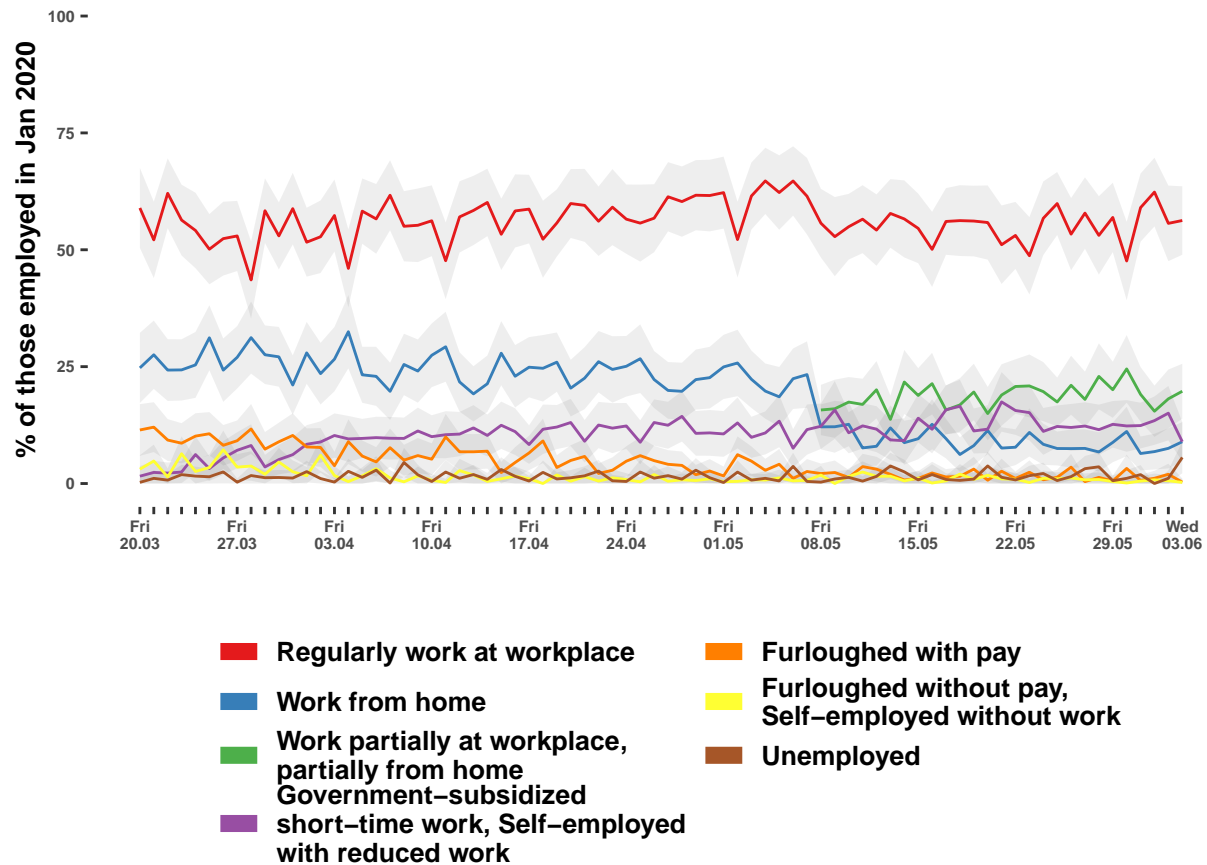 % of those employed in Jan 2020
100
75
50
25
0
Fri
20.03
Fri
27.03
Fri
03.04
Fri
10.04
Fri
17.04
Fri
24.04
Fri
01.05
Fri
08.05
Fri
15.05
Fri
22.05
Fri
29.05
Wed
03.06
Regularly work at workplace
Work from home
Work partially at workplace,
partially from home
Government−subsidized
short−time work, Self−employed
with reduced work
Furloughed with pay
Furloughed without pay,
Self−employed without work
Unemployed